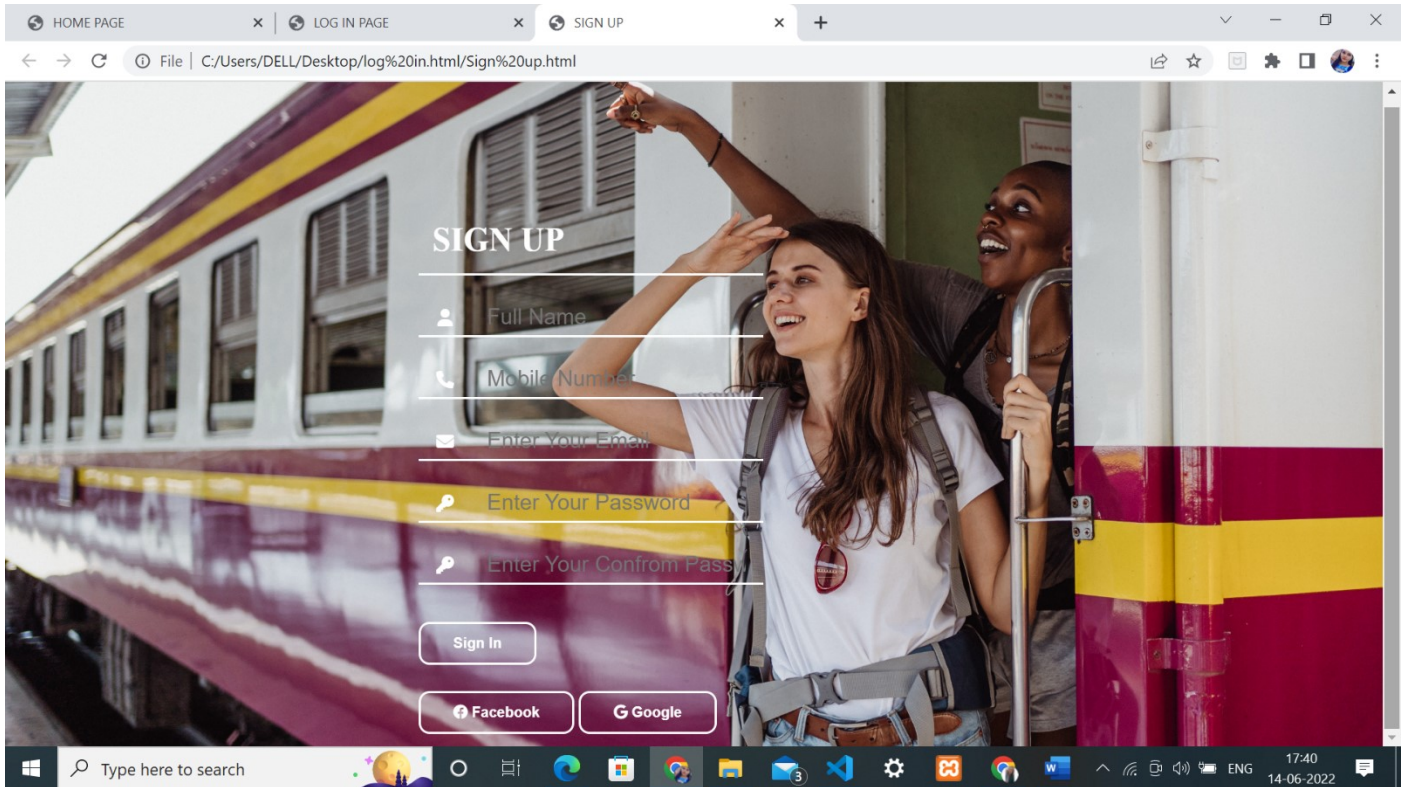 HOME PAGE
LOG IN PAGE
SIGN UP
File
C:/Users/DELL/Desktop/log%20in.html/Sign%20up.html
SIGN UP
Full Name
Mobile Number
Enter Your Email
Enter Your Password
Enter Your Confrom Passw
Sign In
Facebook
G Google
Type here to search
3
W
ENG
17:40
14-06-2022